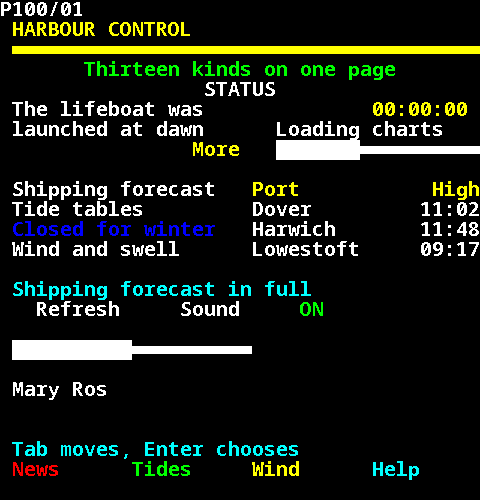 P100/01
HARBOUR CONTROL
Thirteen kinds on one page
STATUS
The lifeboat was 00:00:00
launched at dawn Loading charts
More
Shipping forecast Port High
Tide tables Dover 11:02
Closed for winter Harwich 11:48
Wind and swell Lowestoft 09:17
Shipping forecast in full
Refresh Sound ON
Mary Ros
Tab moves, Enter chooses
News Tides Wind Help